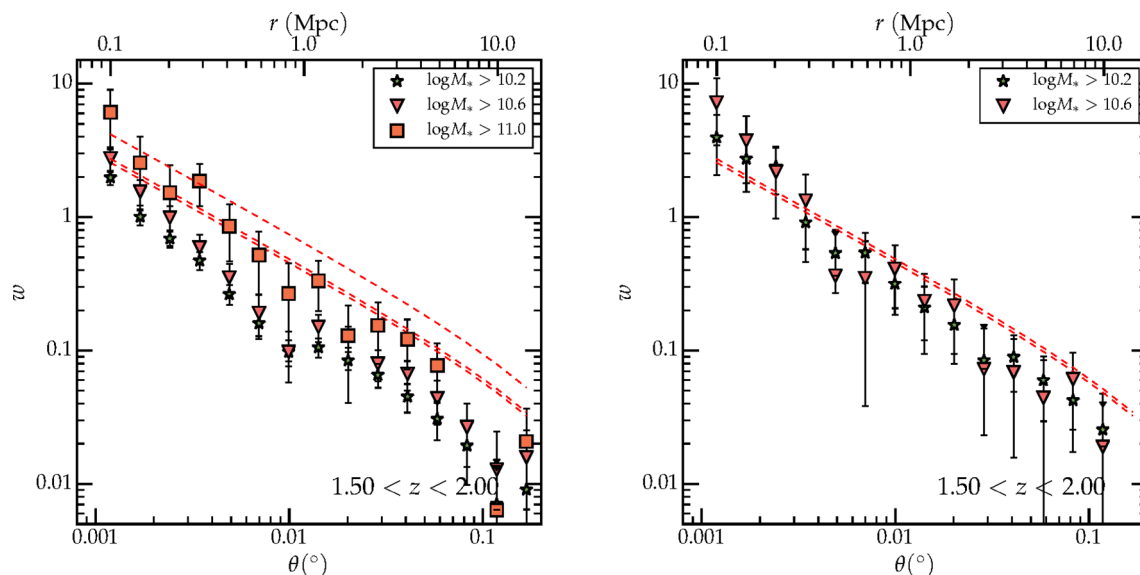 r (Mpc)
0.1 1.0 10.0
10
1
0.1
0.01
w
log M* > 10.2
log M* > 10.6
log M* > 11.0
1.50 < z < 2.00
0.001 0.01 0.1
θ(°)
r (Mpc)
0.1 1.0 10.0
10
1
0.1
0.01
w
log M* > 10.2
log M* > 10.6
1.50 < z < 2.00
0.001 0.01 0.1
θ(°)